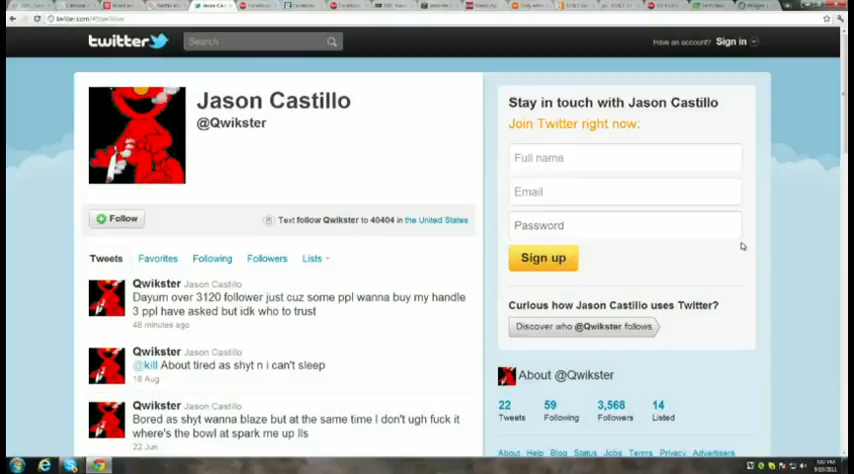 twitter.com/#!/Qwikster
twitter
Search
Have an account? Sign in
Jason Castillo
@Qwikster
Follow
Text follow Qwikster to 40404 in the United States
Tweets Favorites Following Followers Lists
Qwikster Jason Castillo
Dayum over 3120 follower just cuz some ppl wanna buy my handle
3 ppl have asked but idk who to trust
48 minutes ago
Qwikster Jason Castillo
@kill About tired as shyt n i can't sleep
16 Aug
Qwikster Jason Castillo
Bored as shyt wanna blaze but at the same time I don't ugh fuck it
where's the bowl at spark me up lls
22 Jun
Stay in touch with Jason Castillo
Join Twitter right now:
Full name
Email
Password
Sign up
Curious how Jason Castillo uses Twitter?
Discover who @Qwikster follows
About @Qwikster
22 59 3,568 14
Tweets Following Followers Listed
About Help Blog Status Jobs Terms Privacy Advertisers